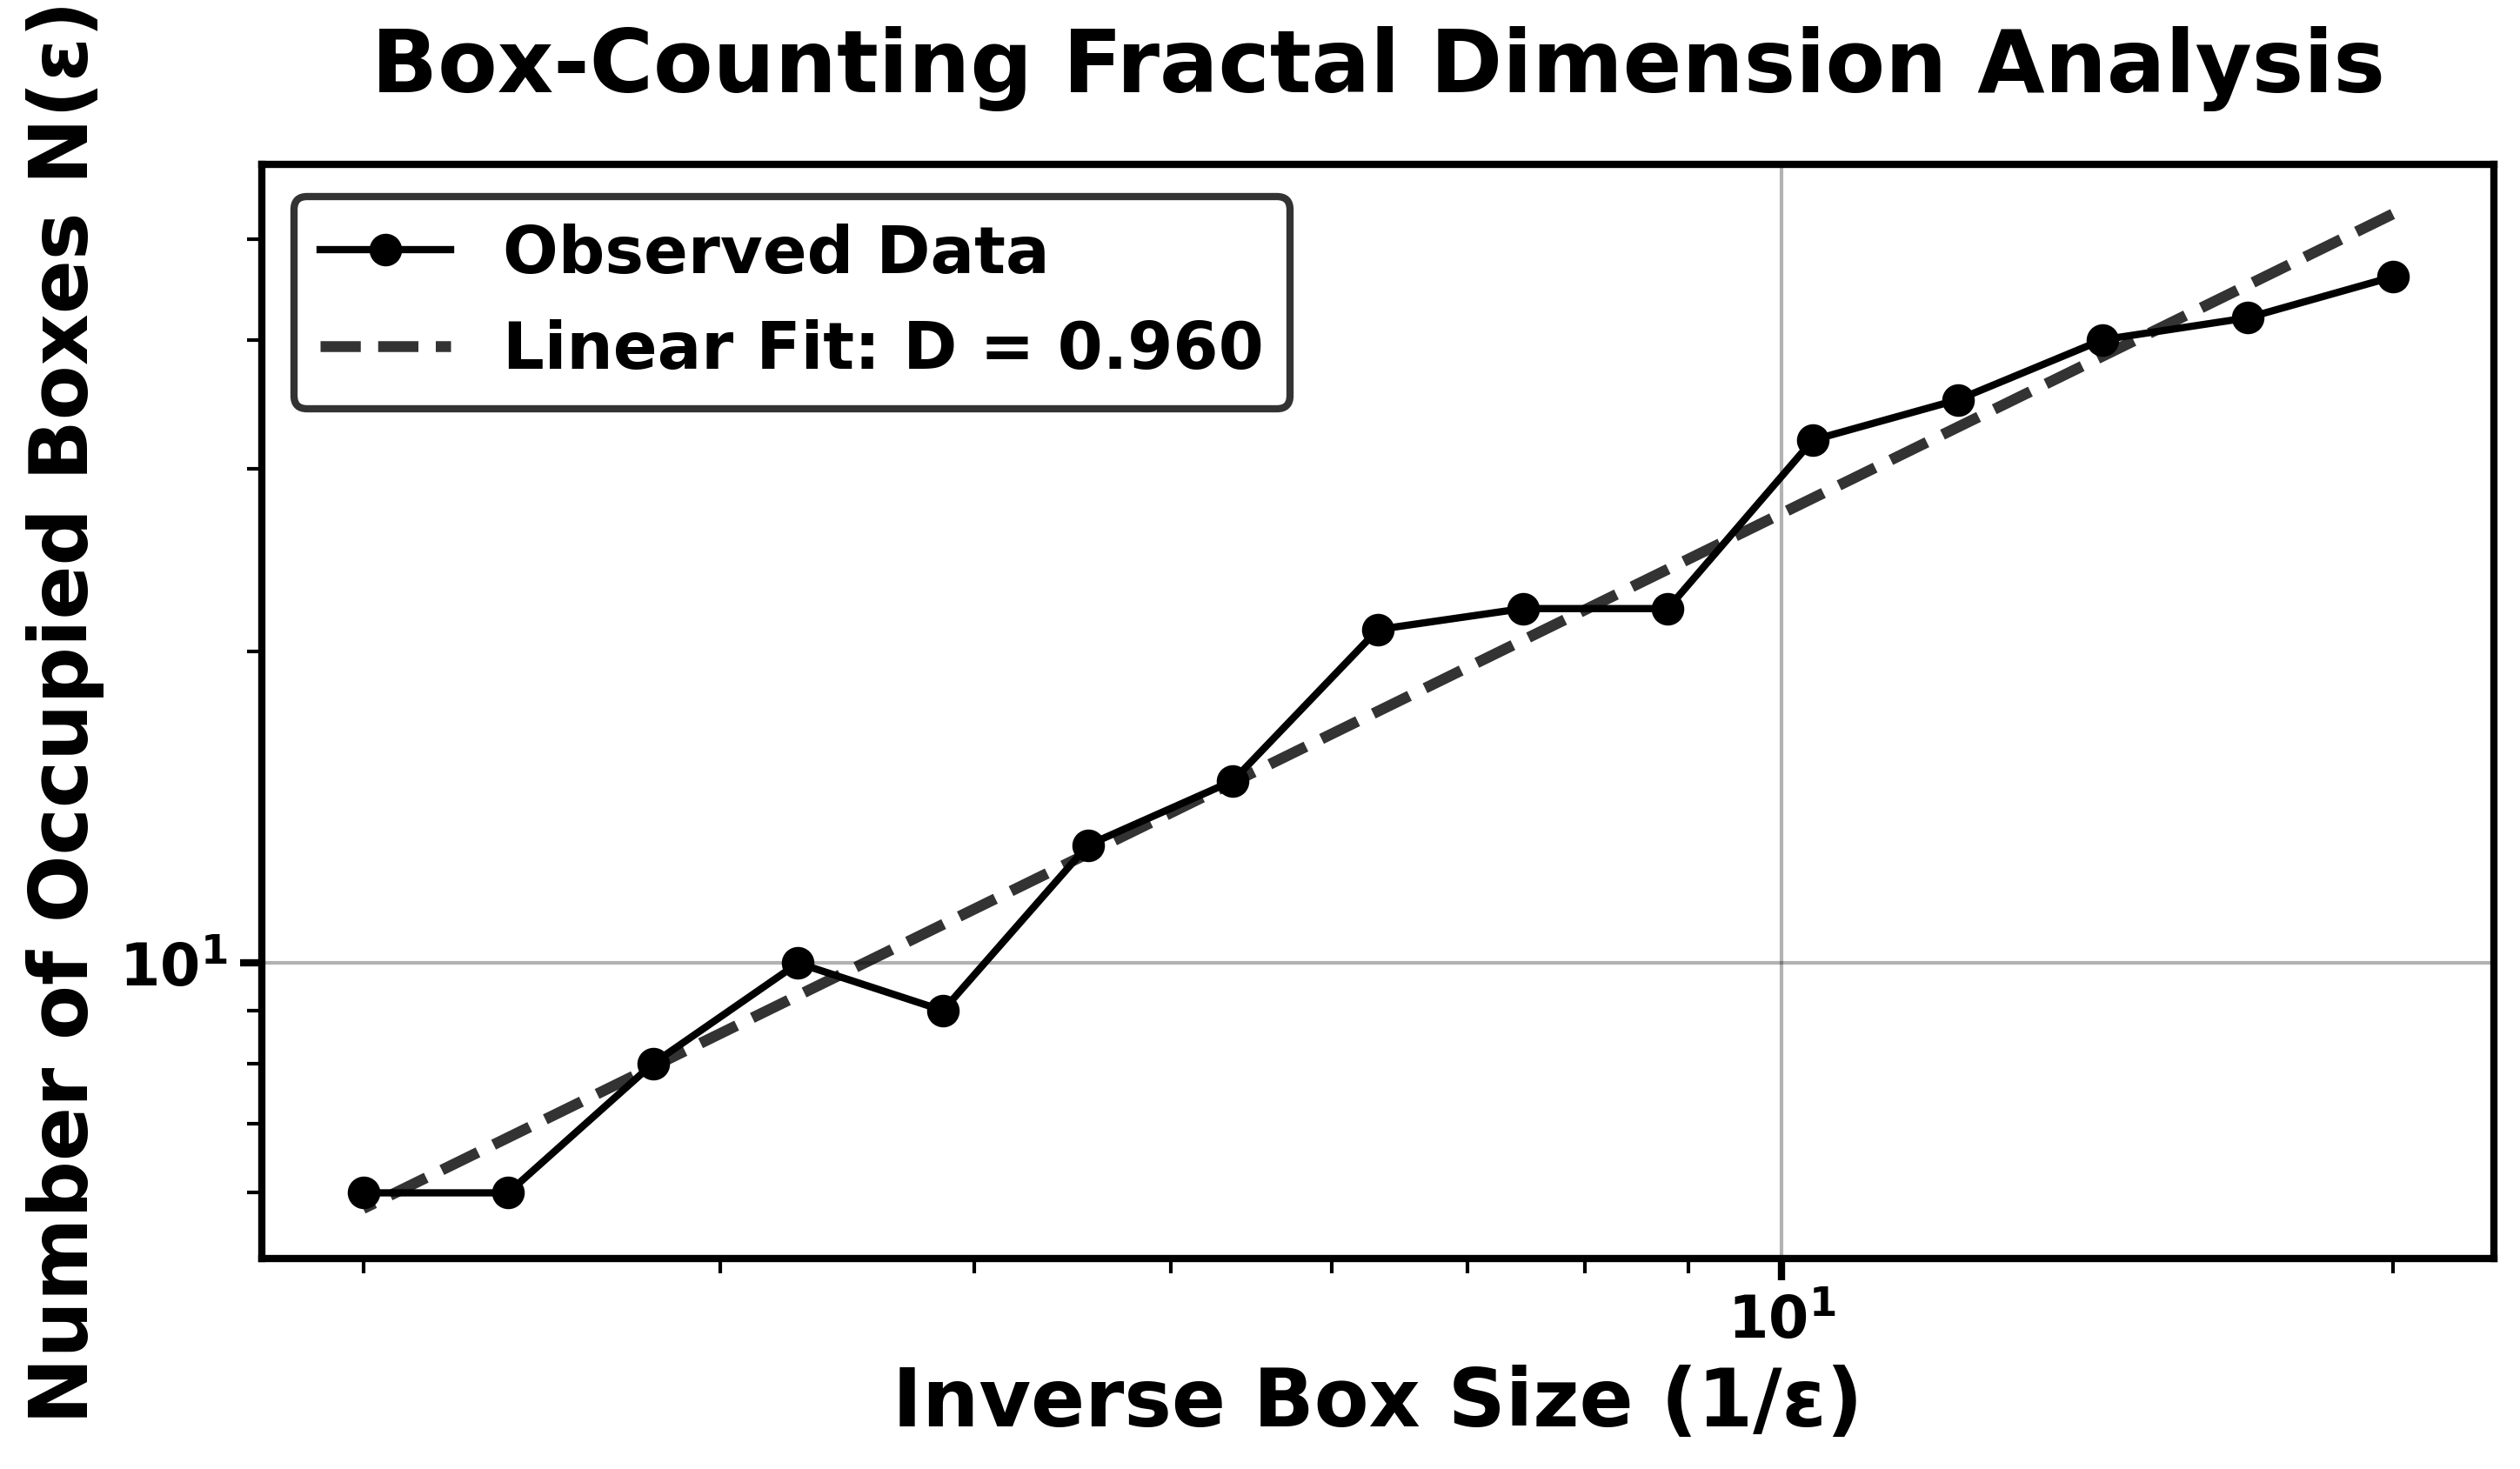 Box-Counting Fractal Dimension Analysis
Number of Occupied Boxes N(ε)
Observed Data
Linear Fit: D = 0.960
10¹
10¹
Inverse Box Size (1/ε)